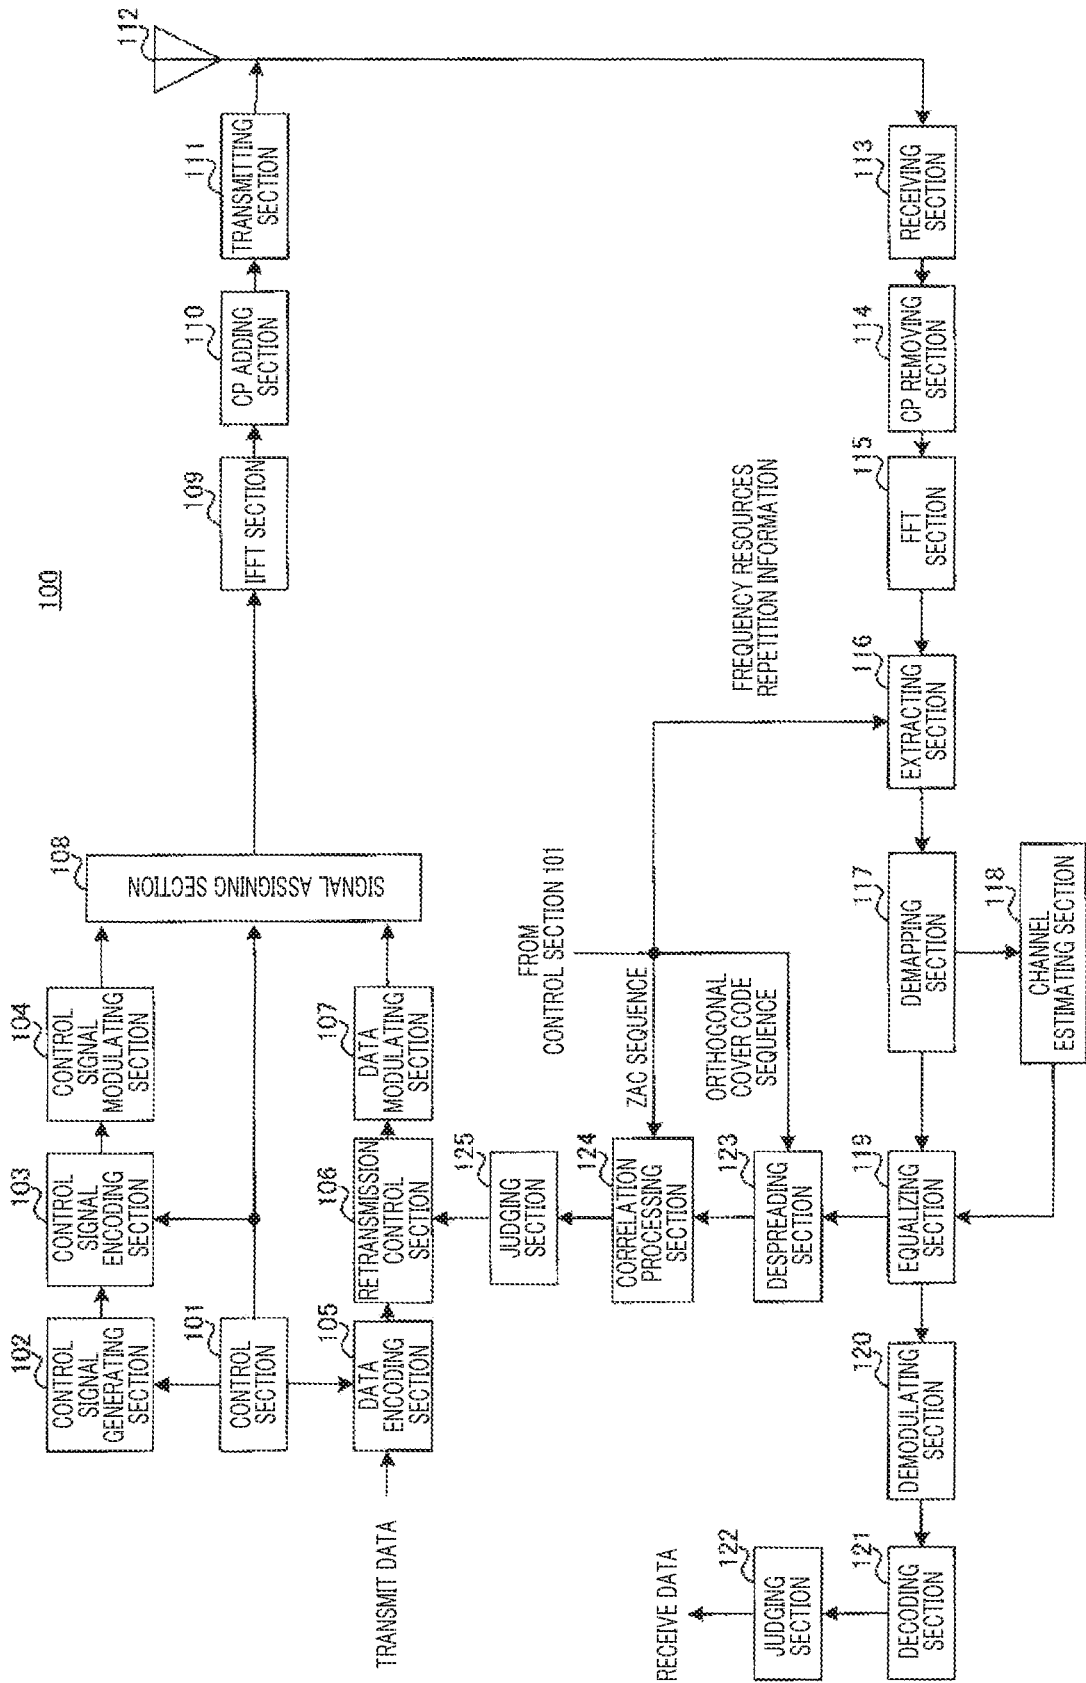 100
102
CONTROL
SIGNAL
GENERATING
SECTION
103
CONTROL
SIGNAL
ENCODING
SECTION
104
CONTROL
SIGNAL
MODULATING
SECTION
101
CONTROL
SECTION
TRANSMIT DATA
105
DATA
ENCODING
SECTION
106
RETRANSMISSION
CONTROL
SECTION
107
DATA
MODULATING
SECTION
108
SIGNAL ASSIGNING SECTION
109
IFFT SECTION
110
CP ADDING
SECTION
111
TRANSMITTING
SECTION
112
125
JUDGING
SECTION
124
CORRELATION
PROCESSING
SECTION
123
DESPREADING
SECTION
FROM
CONTROL SECTION 101
ZAC SEQUENCE
ORTHOGONAL
COVER CODE
SEQUENCE
FREQUENCY RESOURCES
REPETITION INFORMATION
RECEIVE DATA
122
JUDGING
SECTION
121
DECODING
SECTION
120
DEMODULATING
SECTION
119
EQUALIZING
SECTION
117
DEMAPPING
SECTION
118
CHANNEL
ESTIMATING SECTION
116
EXTRACTING
SECTION
115
FFT
SECTION
114
CP REMOVING
SECTION
113
RECEIVING
SECTION